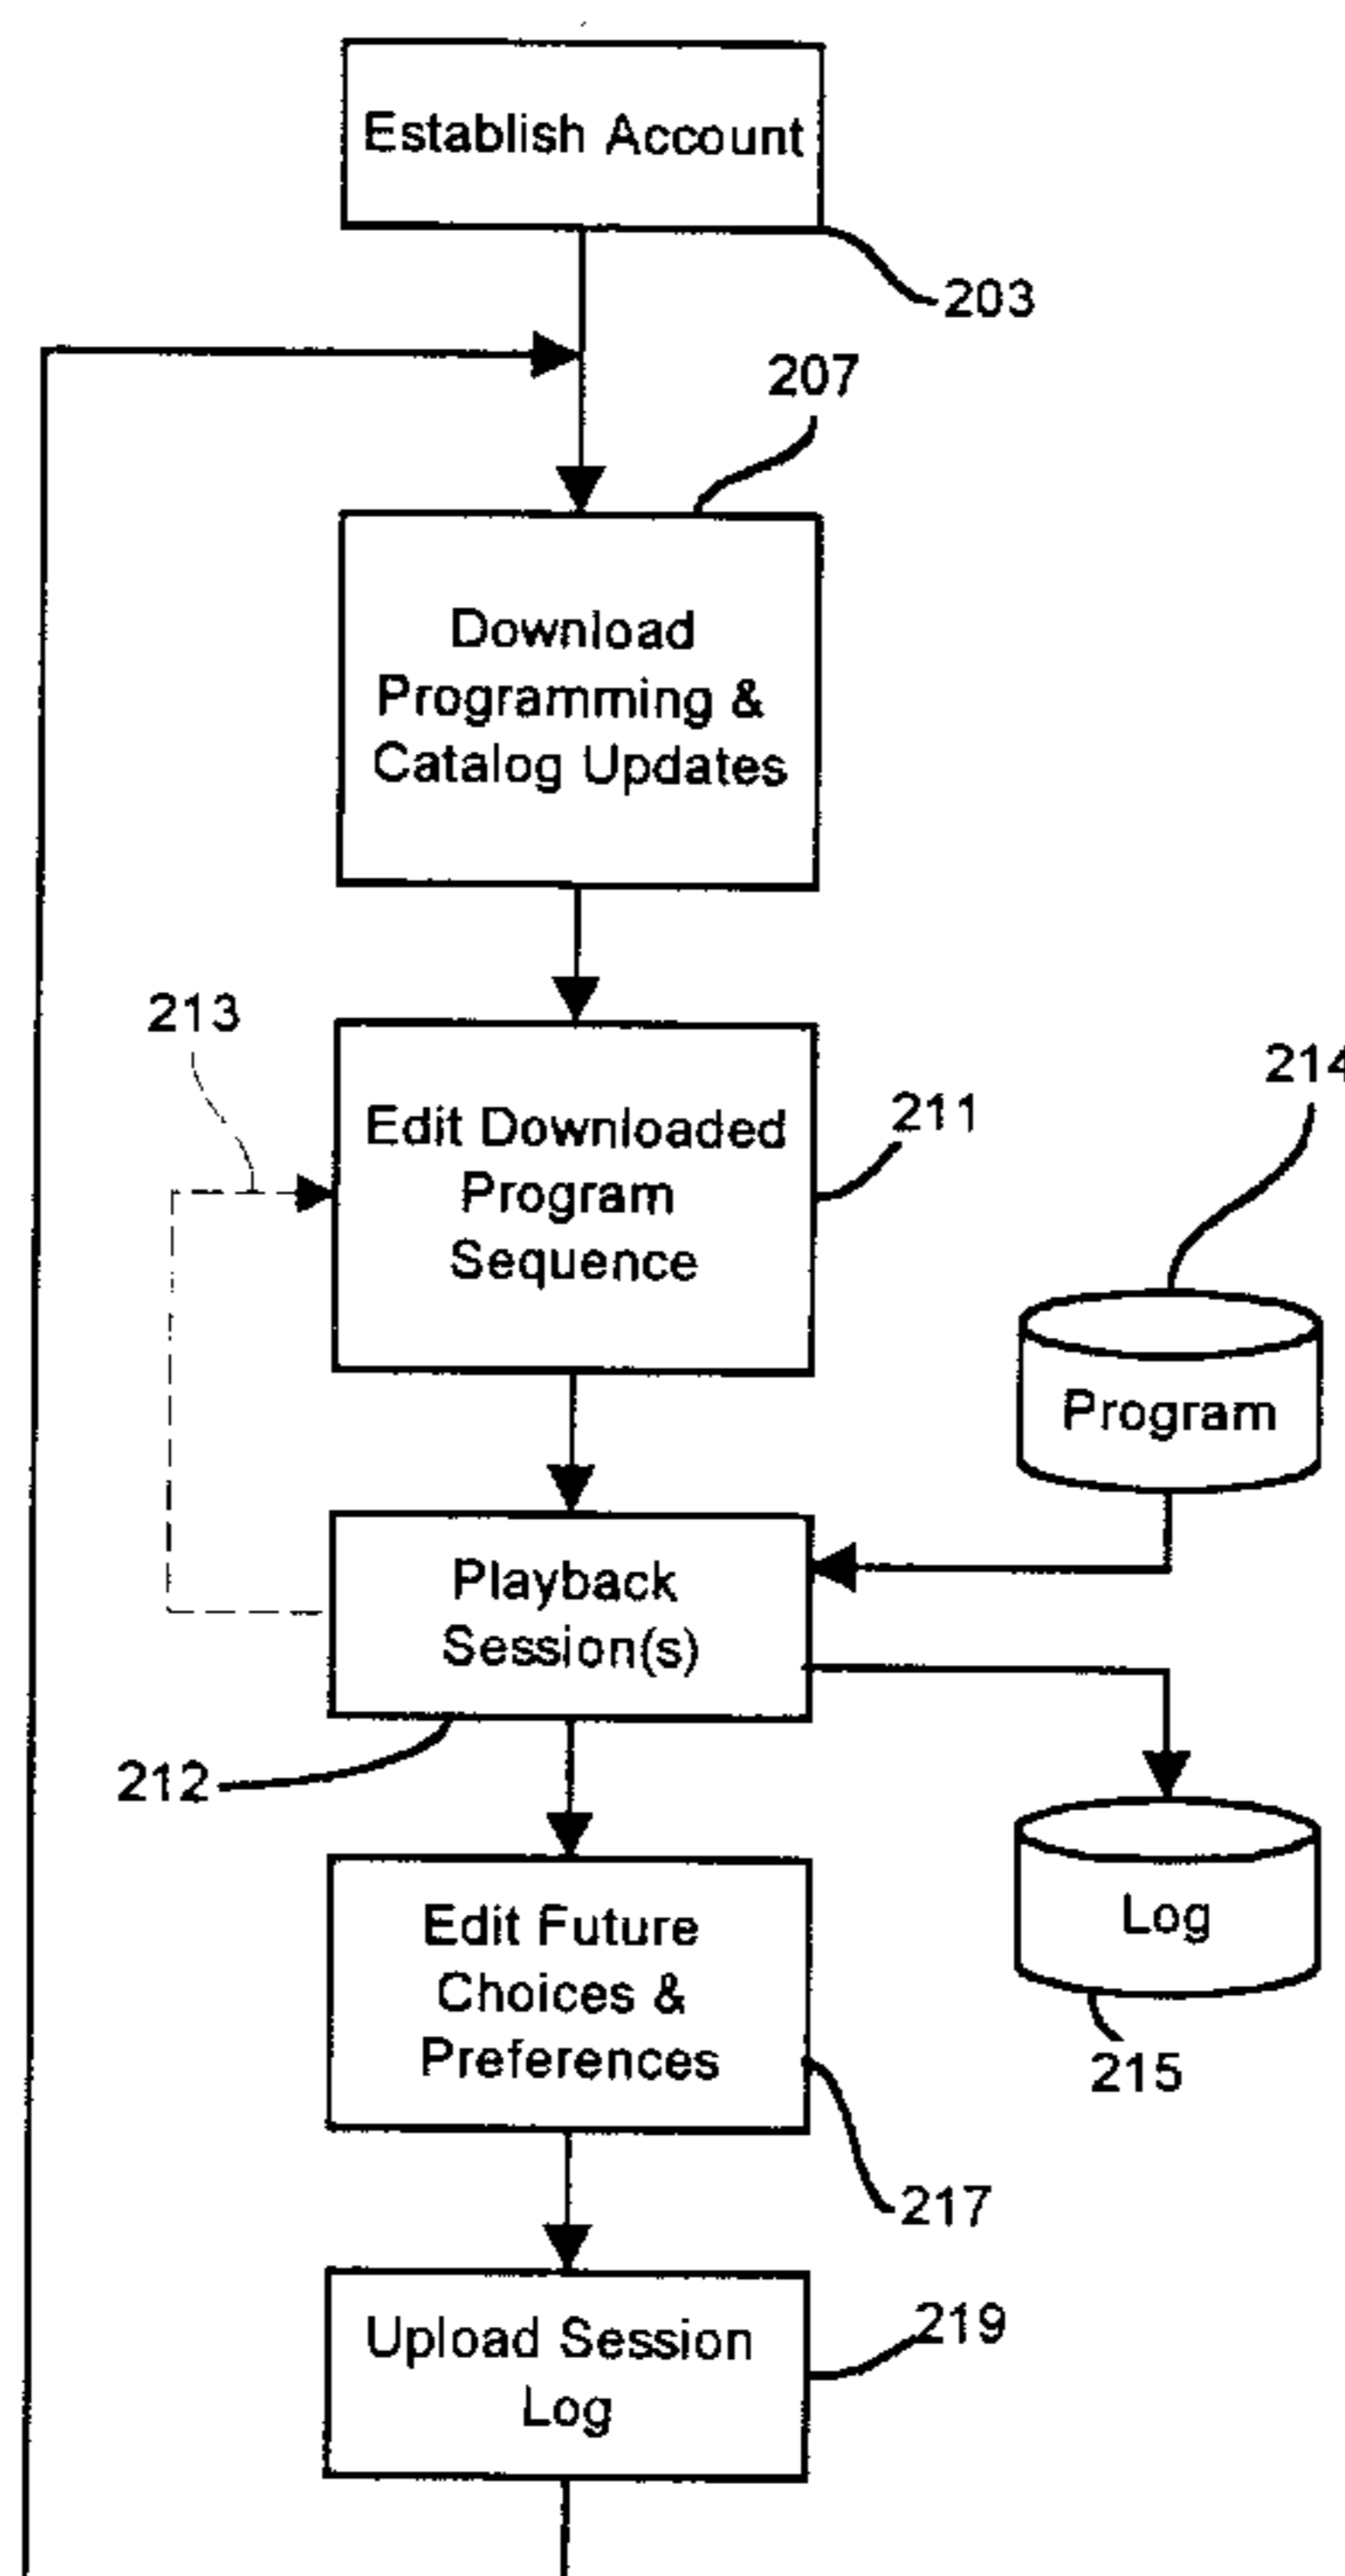 Establish Account
203
207
Download
Programming &
Catalog Updates
213
214
211
Edit Downloaded
Program
Sequence
Program
Playback
Session(s)
212
Log
215
Edit Future
Choices &
Preferences
217
219
Upload Session
Log